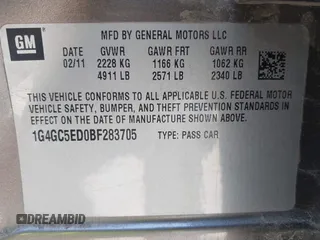 GM
MFD BY GENERAL MOTORS LLC
DATE GVWR GAWR FRT GAWR RR
02/11 2228 KG 1166 KG 1062 KG
4911 LB 2571 LB 2340 LB
THIS VEHICLE CONFORMS TO ALL APPLICABLE U.S. FEDERAL MOTOR
VEHICLE SAFETY, BUMPER, AND THEFT PREVENTION STANDARDS IN
EFFECT ON THE DATE OF MANUFACTURE SHOWN ABOVE.
1G4GC5ED0BF283705 TYPE: PASS CAR
DREAMBID